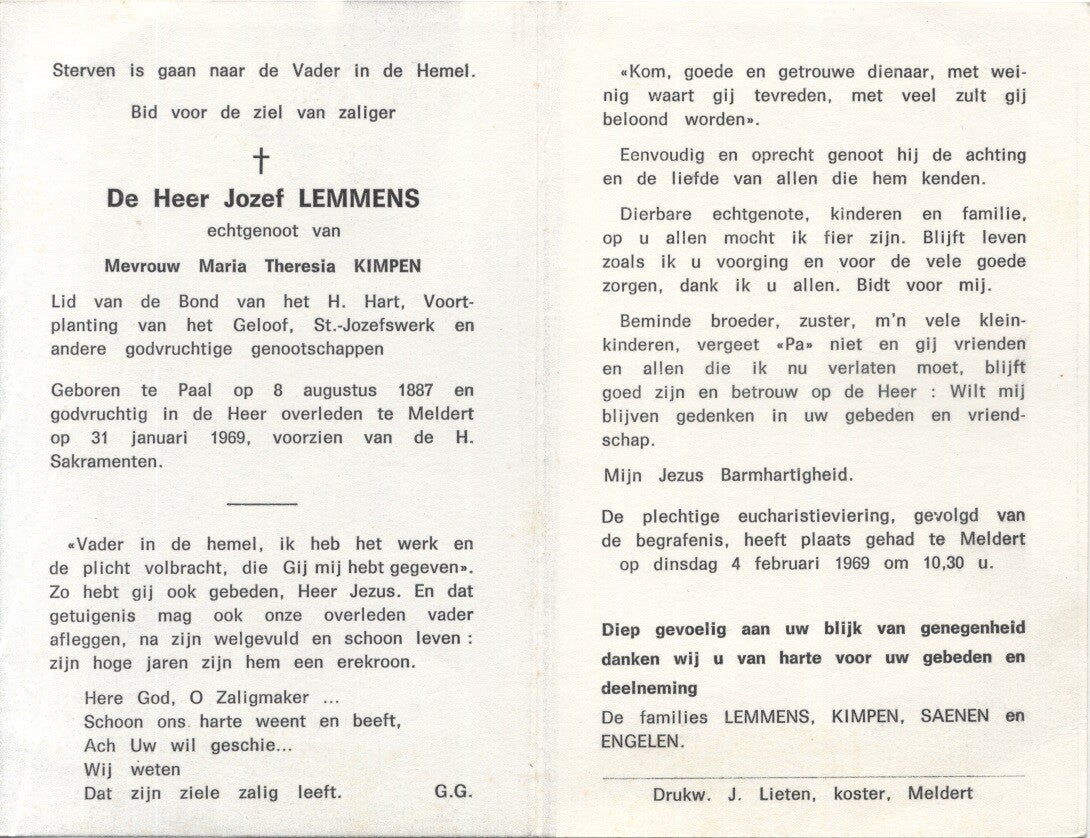 Sterven is gaan naar de Vader in de Hemel.
Bid voor de ziel van zaliger
†
De Heer Jozef LEMMENS
echtgenoot van
Mevrouw Maria Theresia KIMPEN
Lid van de Bond van het H. Hart, Voort-
planting van het Geloof, St.-Jozefswerk en
andere godvruchtige genootschappen
Geboren te Paal op 8 augustus 1887 en
godvruchtig in de Heer overleden te Meldert
op 31 januari 1969, voorzien van de H.
Sakramenten.
«Vader in de hemel, ik heb het werk en
de plicht volbracht, die Gij mij hebt gegeven».
Zo hebt gij ook gebeden, Heer Jezus. En dat
getuigenis mag ook onze overleden vader
afleggen, na zijn welgevuld en schoon leven :
zijn hoge jaren zijn hem een erekroon.
Here God, O Zaligmaker ...
Schoon ons harte weent en beeft,
Ach Uw wil geschie...
Wij weten
Dat zijn ziele zalig leeft. G.G.
«Kom, goede en getrouwe dienaar, met wei-
nig waart gij tevreden, met veel zult gij
beloond worden».
Eenvoudig en oprecht genoot hij de achting
en de liefde van allen die hem kenden.
Dierbare echtgenote, kinderen en familie,
op u allen mocht ik fier zijn. Blijft leven
zoals ik u voorging en voor de vele goede
zorgen, dank ik u allen. Bidt voor mij.
Beminde broeder, zuster, m'n vele klein-
kinderen, vergeet «Pa» niet en gij vrienden
en allen die ik nu verlaten moet, blijft
goed zijn en betrouw op de Heer : Wilt mij
blijven gedenken in uw gebeden en vriend-
schap.
Mijn Jezus Barmhartigheid.
De plechtige eucharistieviering, gevolgd van
de begrafenis, heeft plaats gehad te Meldert
op dinsdag 4 februari 1969 om 10,30 u.
Diep gevoelig aan uw blijk van genegenheid
danken wij u van harte voor uw gebeden en
deelneming
De families LEMMENS, KIMPEN, SAENEN en
ENGELEN.
Drukw. J. Lieten, koster, Meldert